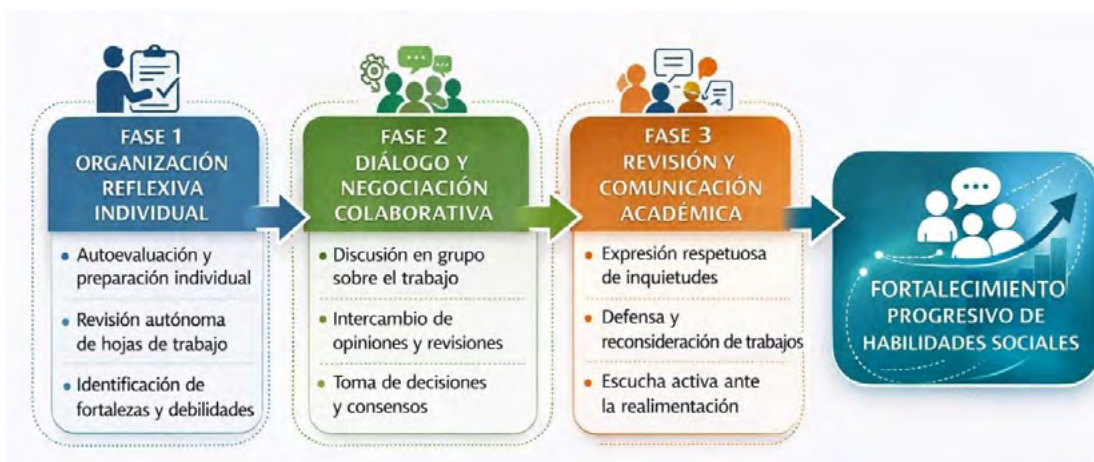 FASE 1
ORGANIZACIÓN
REFLEXIVA
INDIVIDUAL
• Autoevaluación y
preparación individual
• Revisión autónoma
de hojas de trabajo
• Identificación de
fortalezas y debilidades
FASE 2
DIÁLOGO Y
NEGOCIACIÓN
COLABORATIVA
• Discusión en grupo
sobre el trabajo
• Intercambio de
opiniones y revisiones
• Toma de decisiones
y consensos
FASE 3
REVISIÓN Y
COMUNICACIÓN
ACADÉMICA
• Expresión respetuosa
de inquietudes
• Defensa y
reconsideración de trabajos
• Escucha activa ante
la realimentación
FORTALECIMIENTO
PROGRESIVO DE
HABILIDADES SOCIALES